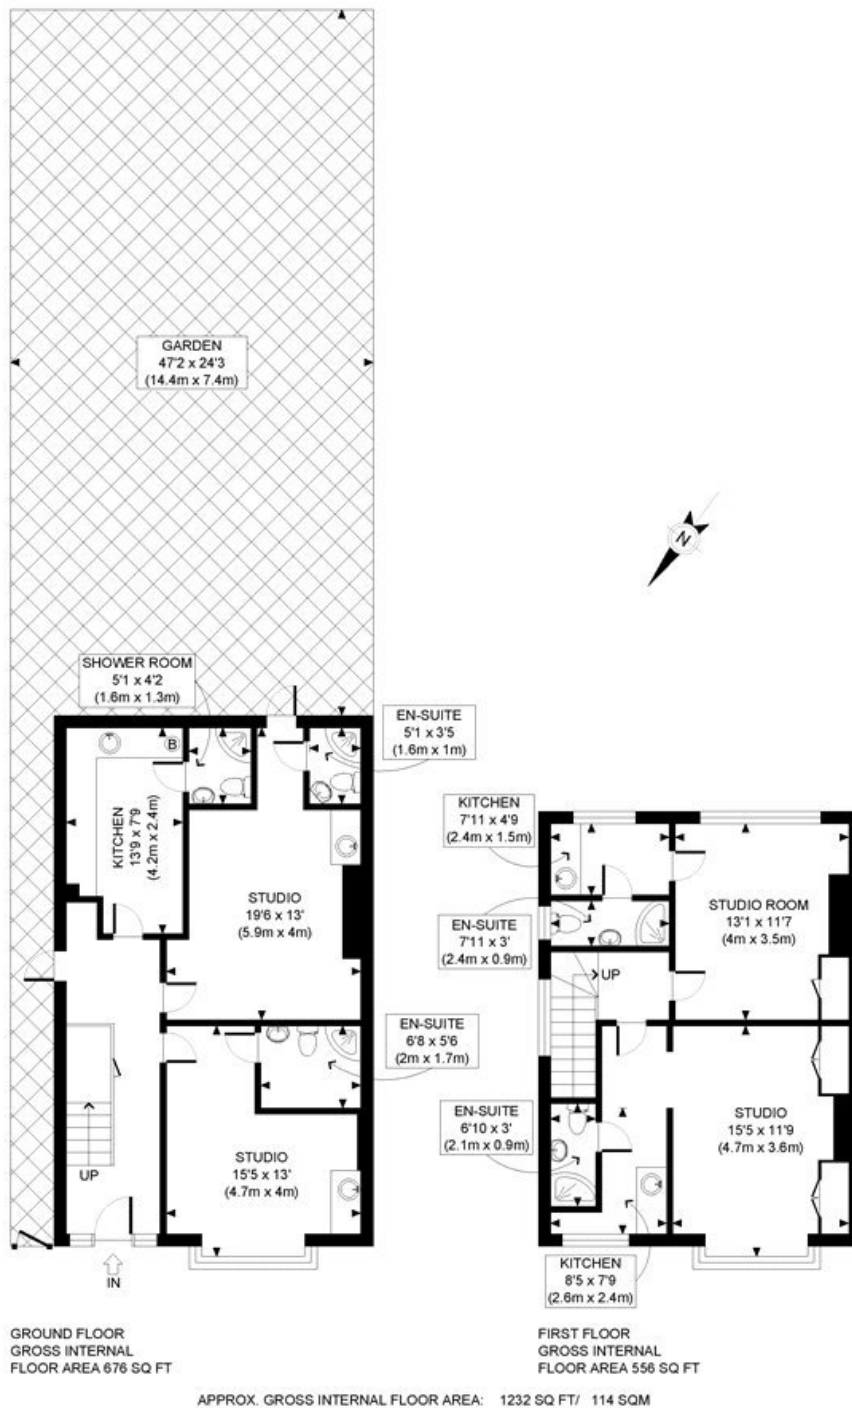 GARDEN
47'2 x 24'3
(14.4m x 7.4m)
N
SHOWER ROOM
5'1 x 4'2
(1.6m x 1.3m)
EN-SUITE
5'1 x 3'5
(1.6m x 1m)
B
KITCHEN
13'9 x 7'9
(4.2m x 2.4m)
STUDIO
19'6 x 13'
(5.9m x 4m)
EN-SUITE
6'8 x 5'6
(2m x 1.7m)
STUDIO
15'5 x 13'
(4.7m x 4m)
UP
IN
KITCHEN
7'11 x 4'9
(2.4m x 1.5m)
STUDIO ROOM
13'1 x 11'7
(4m x 3.5m)
EN-SUITE
7'11 x 3'
(2.4m x 0.9m)
UP
EN-SUITE
6'10 x 3'
(2.1m x 0.9m)
STUDIO
15'5 x 11'9
(4.7m x 3.6m)
KITCHEN
8'5 x 7'9
(2.6m x 2.4m)
GROUND FLOOR
GROSS INTERNAL
FLOOR AREA 676 SQ FT
FIRST FLOOR
GROSS INTERNAL
FLOOR AREA 556 SQ FT
APPROX. GROSS INTERNAL FLOOR AREA: 1232 SQ FT/ 114 SQM